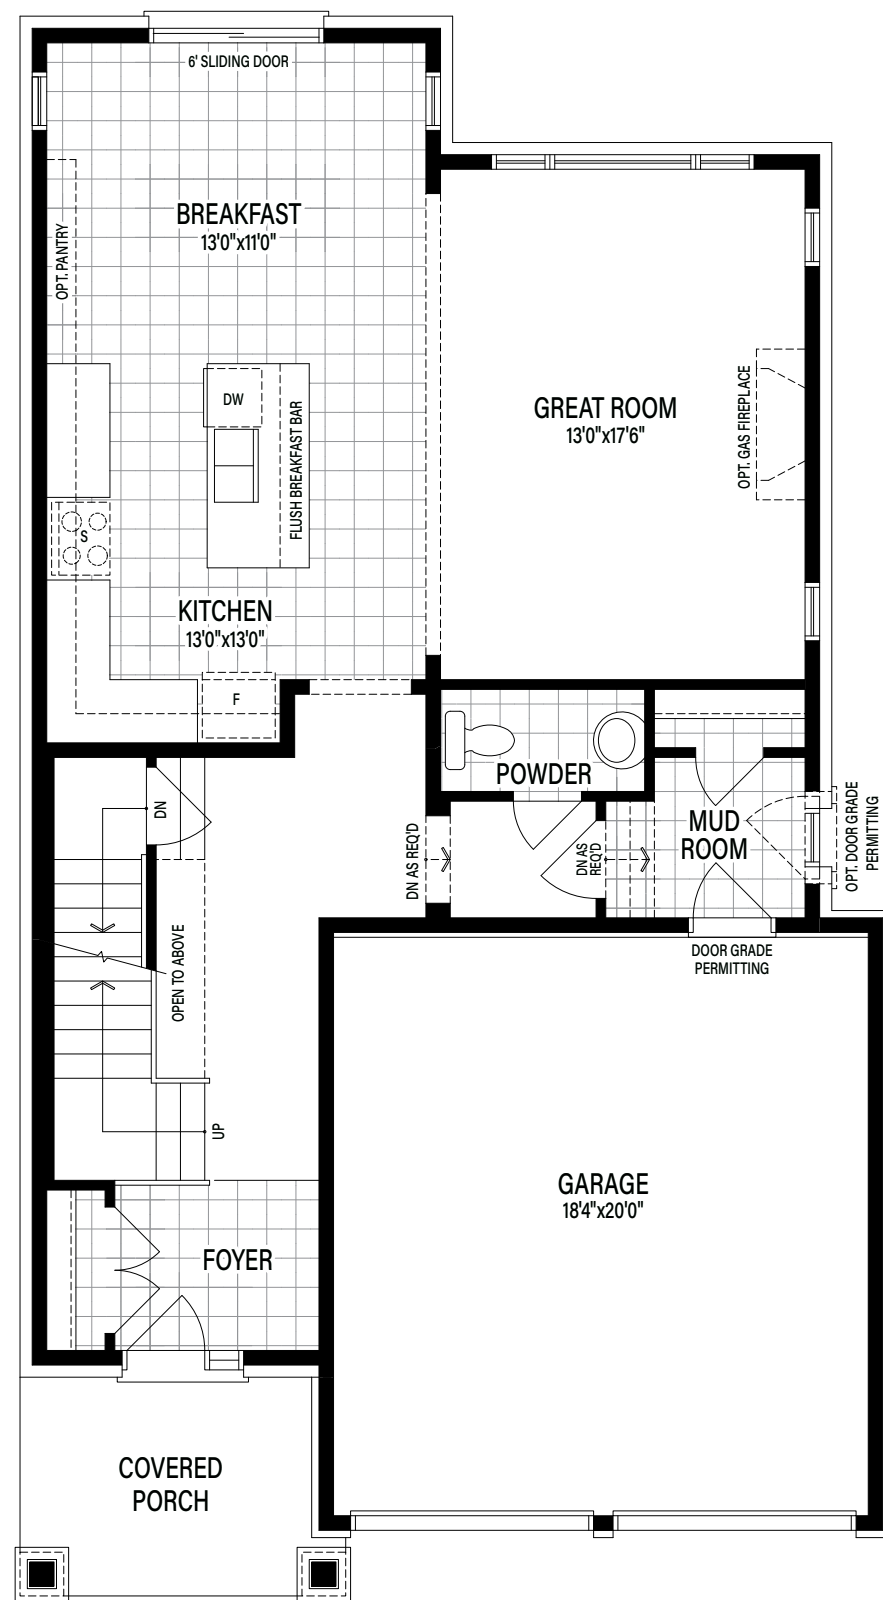 6' SLIDING DOOR
BREAKFAST
13'0"x11'0"
OPT. PANTRY
DW
FLUSH BREAKFAST BAR
S
GREAT ROOM
13'0"x17'6"
OPT. GAS FIREPLACE
KITCHEN
13'0"x13'0"
F
POWDER
DN
MUD
ROOM
DN AS REQ'D
DN AS
REQ'D
OPT. DOOR GRADE
PERMITTING
DOOR GRADE
PERMITTING
OPEN TO ABOVE
UP
GARAGE
18'4"x20'0"
FOYER
COVERED
PORCH